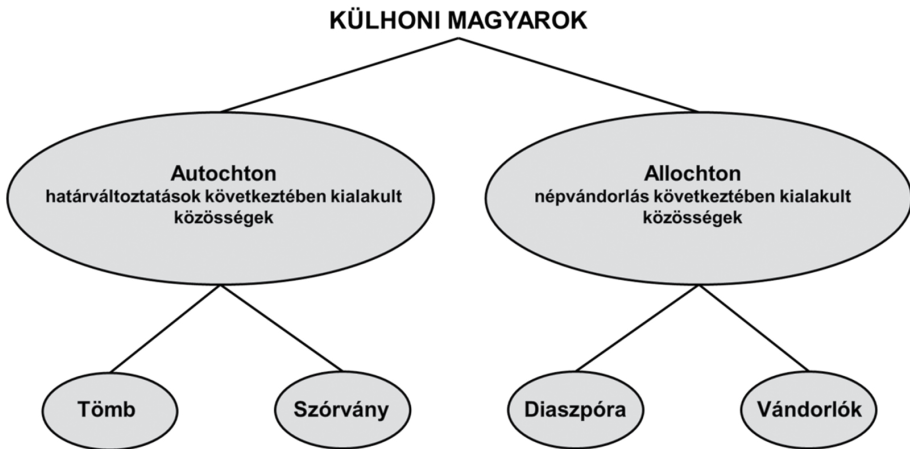 KÜLHONI MAGYAROK
Autochton
határváltoztatások következtében kialakult
közösségek
Allochton
népvándorlás következtében kialakult
közösségek
Tömb
Szórvány
Diaszpóra
Vándorlók